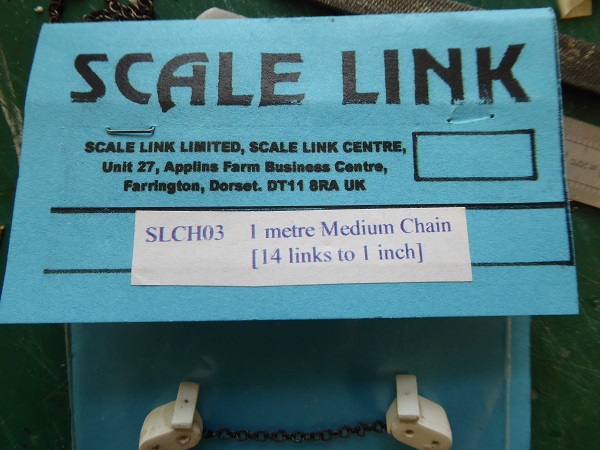 SCALE LINK
SCALE LINK LIMITED, SCALE LINK CENTRE,
Unit 27, Applins Farm Business Centre,
Farrington, Dorset. DT11 8RA UK
SLCH03 1 metre Medium Chain
[14 links to 1 inch]